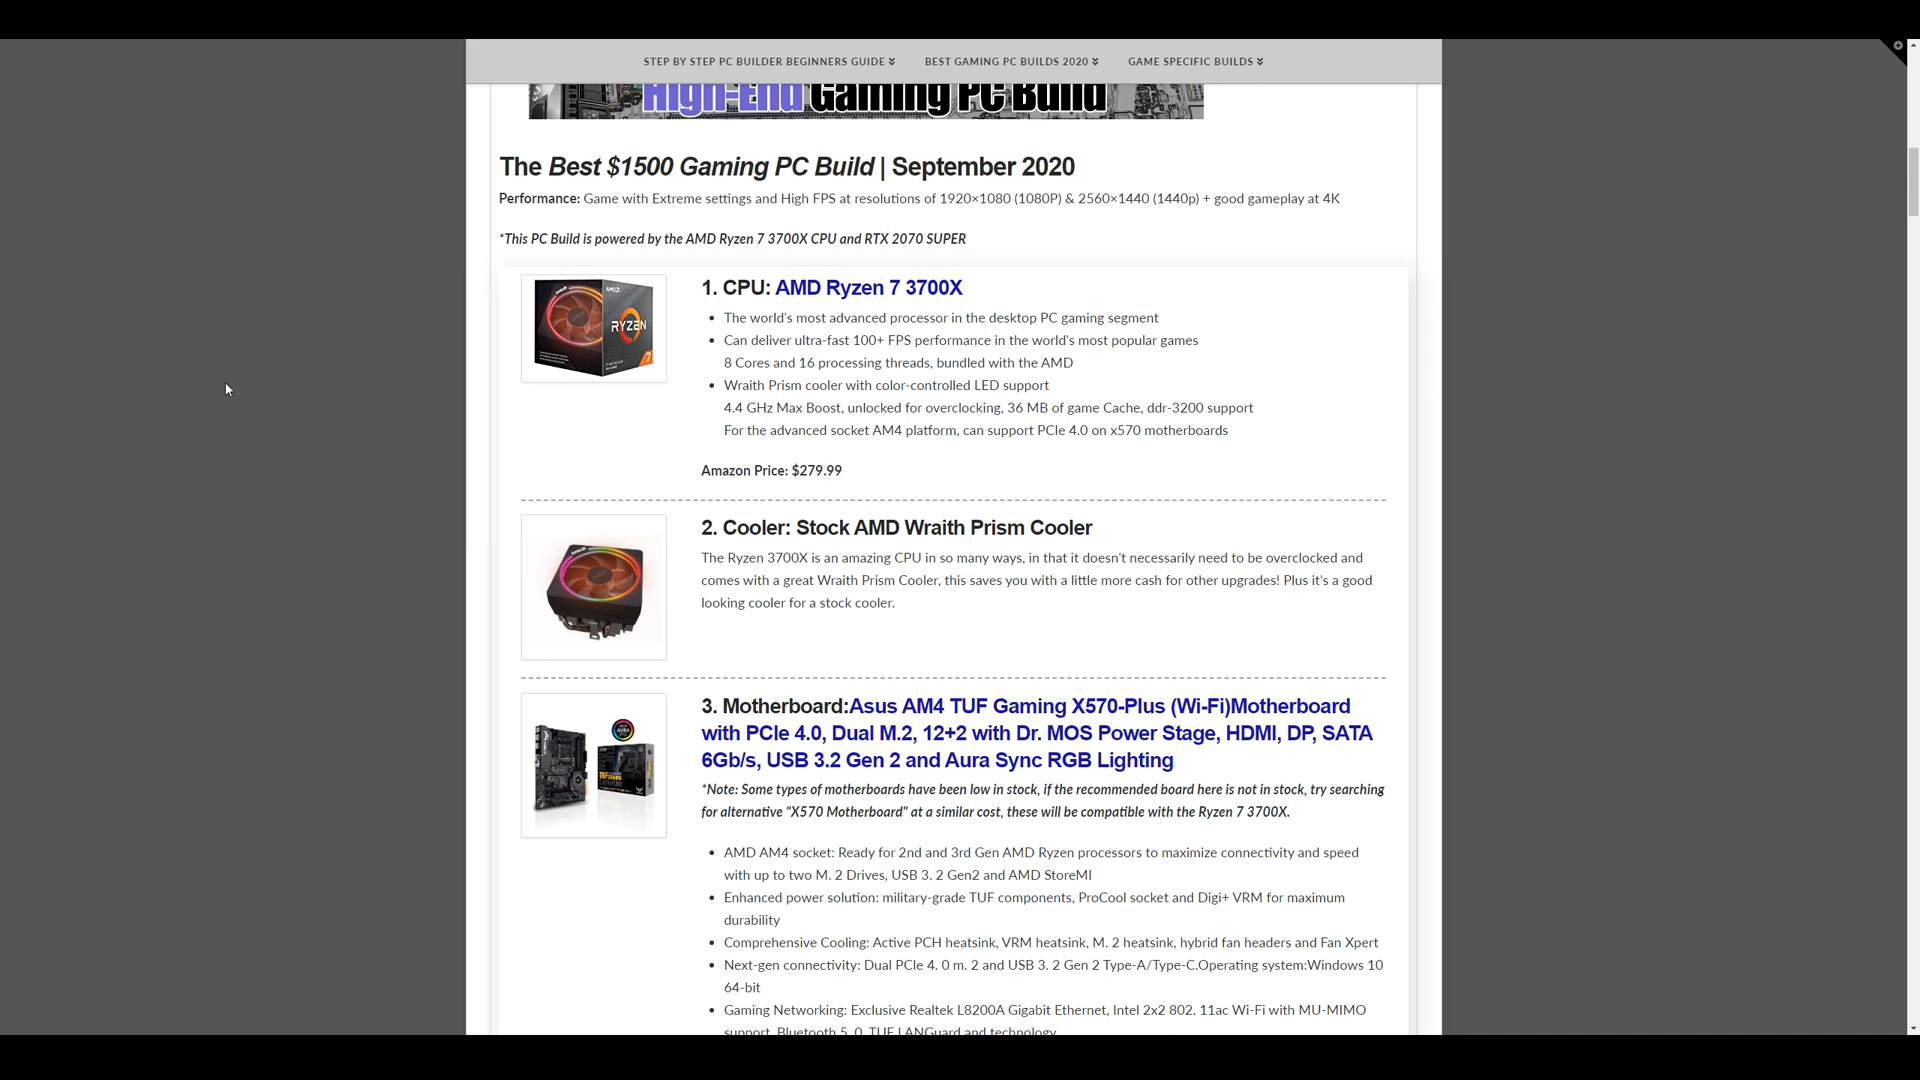 STEP BY STEP PC BUILDER BEGINNERS GUIDE
BEST GAMING PC BUILDS 2020
GAME SPECIFIC BUILDS
High-End Gaming PC Build
The Best $1500 Gaming PC Build | September 2020
Performance: Game with Extreme settings and High FPS at resolutions of 1920×1080 (1080P) & 2560×1440 (1440p) + good gameplay at 4K
*This PC Build is powered by the AMD Ryzen 7 3700X CPU and RTX 2070 SUPER
AMD
RYZEN
7
1. CPU: AMD Ryzen 7 3700X
The world's most advanced processor in the desktop PC gaming segment
Can deliver ultra-fast 100+ FPS performance in the world's most popular games
8 Cores and 16 processing threads, bundled with the AMD
Wraith Prism cooler with color-controlled LED support
4.4 GHz Max Boost, unlocked for overclocking, 36 MB of game Cache, ddr-3200 support
For the advanced socket AM4 platform, can support PCIe 4.0 on x570 motherboards
Amazon Price: $279.99
2. Cooler: Stock AMD Wraith Prism Cooler
The Ryzen 3700X is an amazing CPU in so many ways, in that it doesn't necessarily need to be overclocked and
comes with a great Wraith Prism Cooler, this saves you with a little more cash for other upgrades! Plus it's a good
looking cooler for a stock cooler.
3. Motherboard:Asus AM4 TUF Gaming X570-Plus (Wi-Fi)Motherboard
with PCIe 4.0, Dual M.2, 12+2 with Dr. MOS Power Stage, HDMI, DP, SATA
6Gb/s, USB 3.2 Gen 2 and Aura Sync RGB Lighting
*Note: Some types of motherboards have been low in stock, if the recommended board here is not in stock, try searching
for alternative "X570 Motherboard" at a similar cost, these will be compatible with the Ryzen 7 3700X.
AMD AM4 socket: Ready for 2nd and 3rd Gen AMD Ryzen processors to maximize connectivity and speed
with up to two M. 2 Drives, USB 3. 2 Gen2 and AMD StoreMI
Enhanced power solution: military-grade TUF components, ProCool socket and Digi+ VRM for maximum
durability
Comprehensive Cooling: Active PCH heatsink, VRM heatsink, M. 2 heatsink, hybrid fan headers and Fan Xpert
Next-gen connectivity: Dual PCIe 4. 0 m. 2 and USB 3. 2 Gen 2 Type-A/Type-C.Operating system:Windows 10
64-bit
Gaming Networking: Exclusive Realtek L8200A Gigabit Ethernet, Intel 2x2 802. 11ac Wi-Fi with MU-MIMO
support, Bluetooth 5. 0, TUF LANGuard and technology